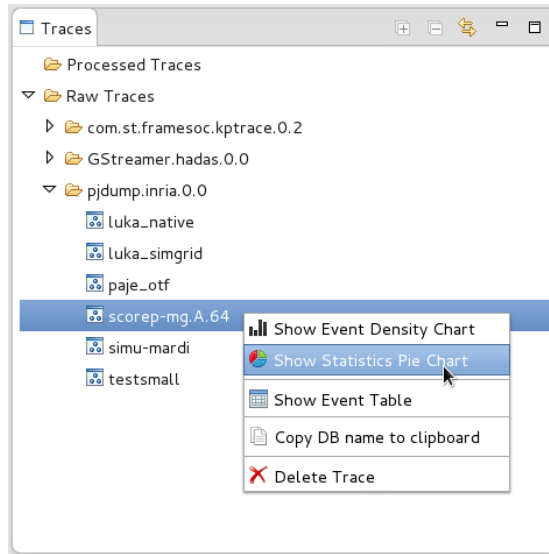 Traces
Processed Traces
Raw Traces
com.st.framesoc.kptrace.0.2
GStreamer.hadas.0.0
pjdump.inria.0.0
luka_native
luka_simgrid
paje_otf
scorep-mg.A.64
Show Event Density Chart
simu-mardi
Show Statistics Pie Chart
testsmall
Show Event Table
Copy DB name to clipboard
Delete Trace